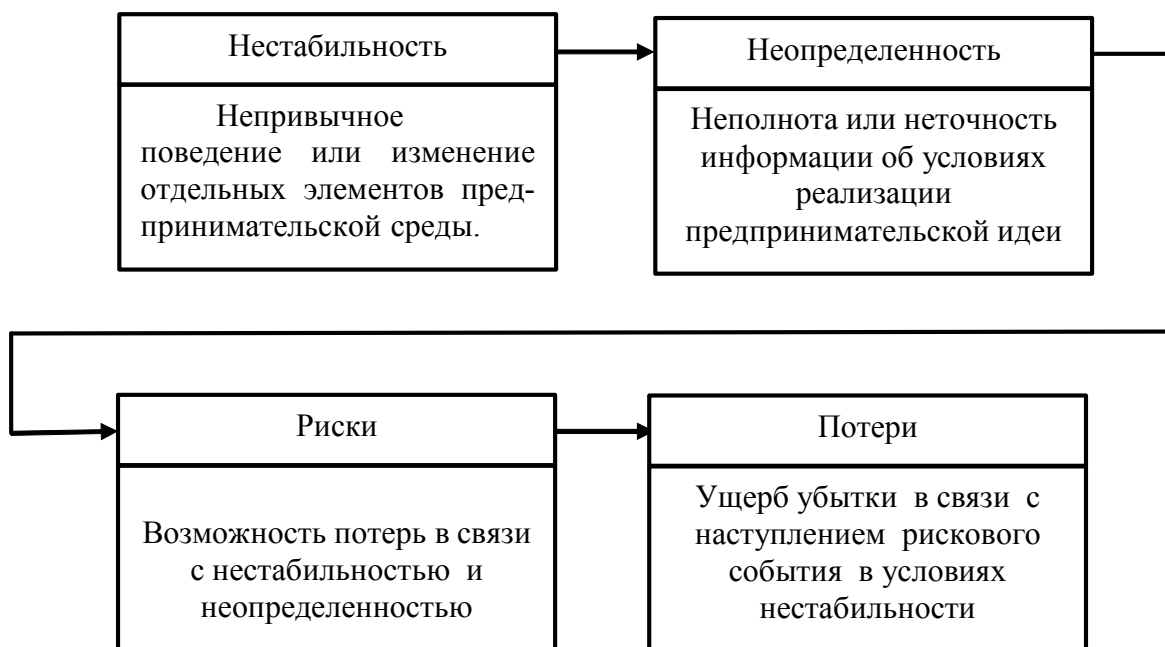 Нестабильность
Непривычное
поведение или изменение
отдельных элементов пред-
принимательской среды.
Неопределенность
Неполнота или неточность
информации об условиях
реализации
предпринимательской идеи
Риски
Возможность потерь в связи
с нестабильностью и
неопределенностью
Потери
Ущерб убытки в связи с
наступлением рискового
события в условиях
нестабильности